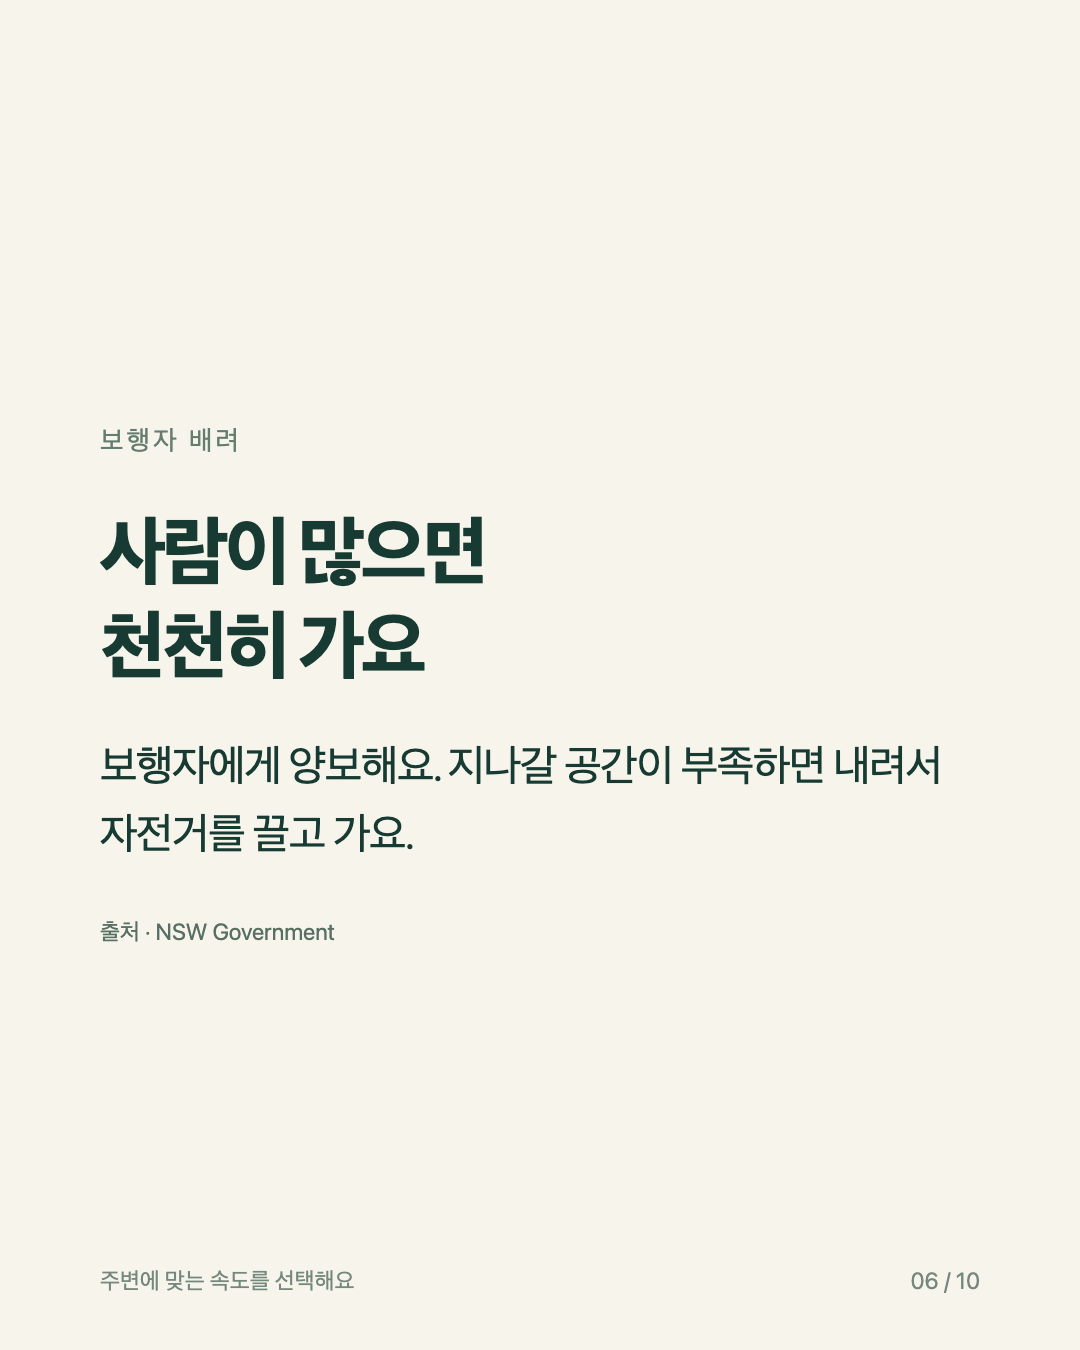 보행자 배려
사람이 많으면
천천히 가요
보행자에게 양보해요. 지나갈 공간이 부족하면 내려서
자전거를 끌고 가요.
출처 · NSW Government
주변에 맞는 속도를 선택해요
06 / 10